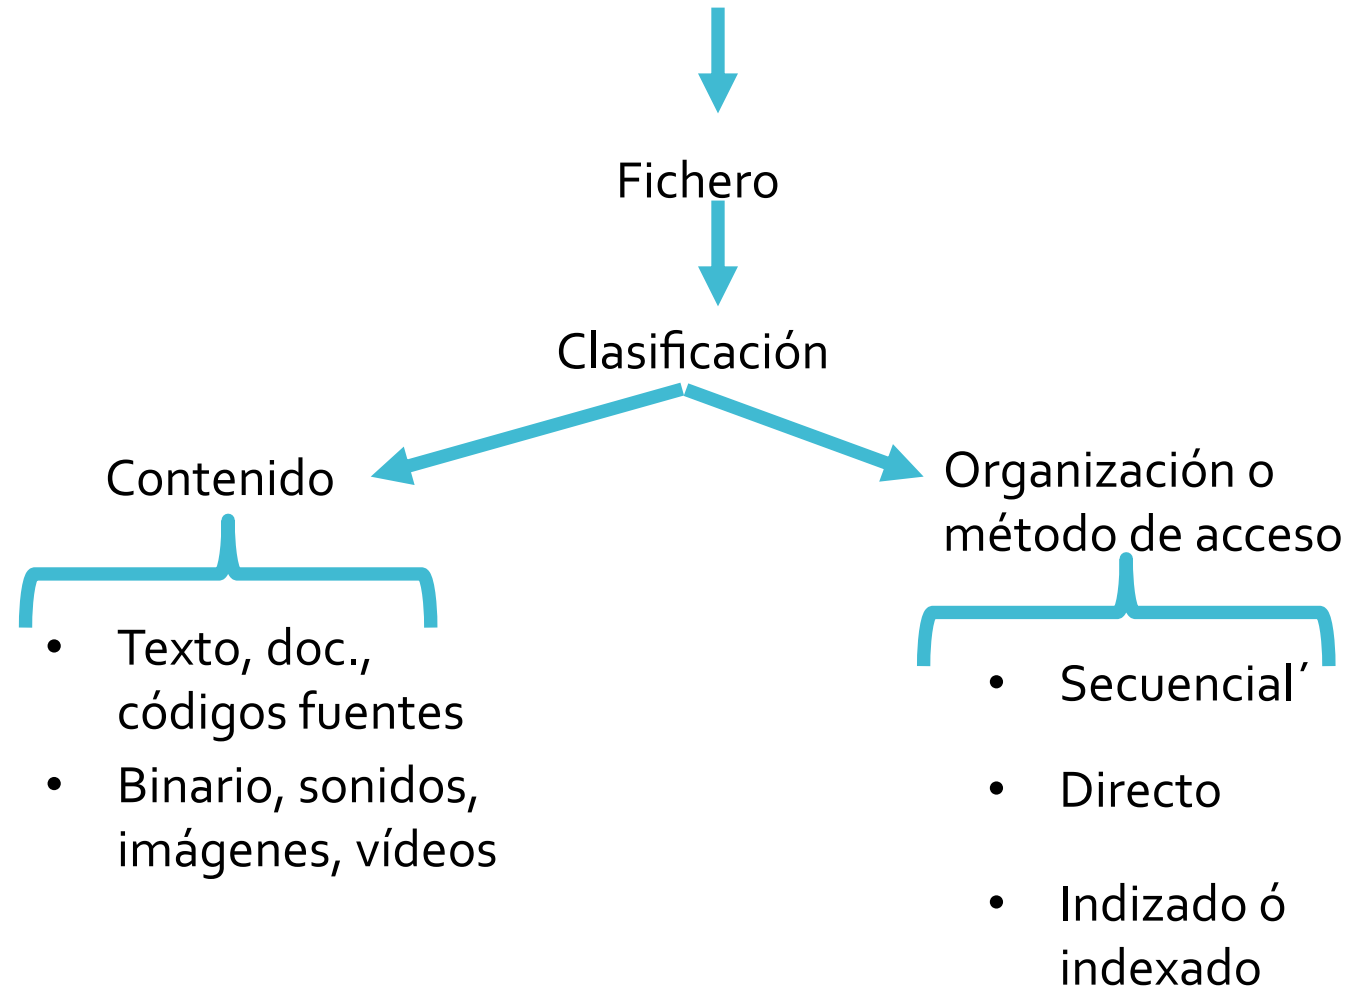 Fichero
Clasificación
Contenido
• Texto, doc.,
códigos fuentes
• Binario, sonidos,
imágenes, vídeos
Organización o
método de acceso
• Secuencial´
• Directo
• Indizado ó
indexado